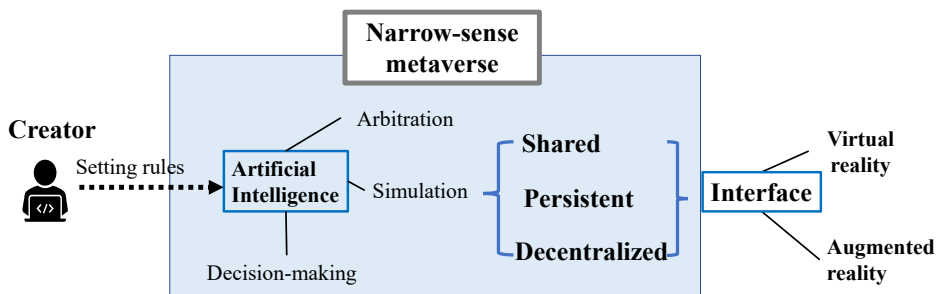 Narrow-sense
metaverse
Creator
Setting rules
</>
Artificial
Intelligence
Arbitration
Simulation
Decision-making
Shared
Persistent
Decentralized
Interface
Virtual
reality
Augmented
reality